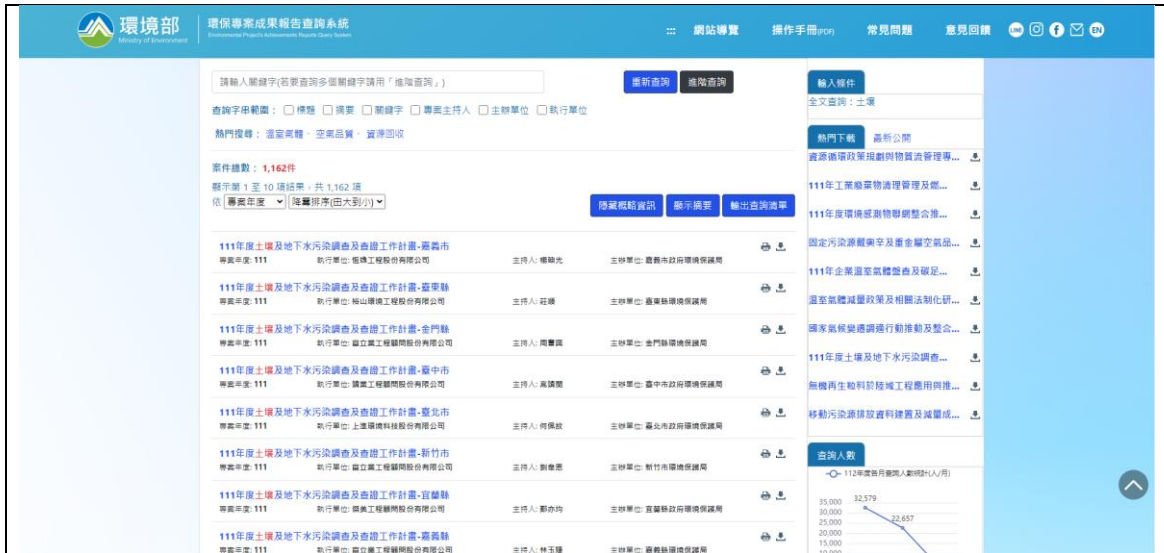 環境部
Ministry of Environment
環保專案成果報告查詢系統
Environmental Project's Achievements Reports Query System
:::
網站導覽
操作手冊(PDF)
常見問題
意見回饋
EN
請輸入關鍵字(若要查詢多個關鍵字請用「進階查詢」)
重新查詢
進階查詢
查詢字串範圍： 標題 摘要 關鍵字 專案主持人 主辦單位 執行單位
熱門搜尋： 溫室氣體、 空氣品質、 資源回收
案件總數： 1,162件
顯示第 1 至 10 項結果，共 1,162 項
依 專案年度 降冪排序(由大到小)
隱藏概略資訊
顯示摘要
輸出查詢清單
111年度土壤及地下水污染調查及查證工作計畫-嘉義市
專案年度: 111 主辦單位: 嘉義市政府環境保護局
111年度土壤及地下水污染調查及查證工作計畫-臺東縣
專案年度: 111 執行單位: 裕山環境工程股份有限公司 主持人: 莊順 主辦單位: 臺東縣環境保護局
111年度土壤及地下水污染調查及查證工作計畫-金門縣
專案年度: 111 執行單位: 富立業工程顧問股份有限公司 主辦單位: 金門縣環境保護局
111年度土壤及地下水污染調查及查證工作計畫-臺中市
專案年度: 111 主辦單位: 臺中市政府環境保護局
111年度土壤及地下水污染調查及查證工作計畫-臺北市
專案年度: 111 執行單位: 上準環境科技股份有限公司 主辦單位: 臺北市政府環境保護局
111年度土壤及地下水污染調查及查證工作計畫-新竹市
專案年度: 111 執行單位: 富立業工程顧問股份有限公司 主辦單位: 新竹市環境保護局
111年度土壤及地下水污染調查及查證工作計畫-宜蘭縣
專案年度: 111 執行單位: 傑美工程顧問股份有限公司 主持人: 鄭亦均 主辦單位: 宜蘭縣政府環境保護局
111年度土壤及地下水污染調查及查證工作計畫-嘉義縣
專案年度: 111 執行單位: 富立業工程顧問股份有限公司 主辦單位: 嘉義縣環境保護局
輸入條件
全文查詢：土壤
熱門下載
最新公開
資源循環政策規劃與物質流管理專...
111年工業廢棄物清理管理及燃...
111年度環境感測物聯網整合推...
固定污染源戴奧辛及重金屬空氣品...
111年企業溫室氣體盤查及碳足...
溫室氣體減量政策及相關法制化研...
國家氣候變遷調適行動推動及整合...
111年度土壤及地下水污染調查...
無機再生粒料於陸域工程應用與推...
移動污染源排放資料建置及減量成...
查詢人數
112年度各月查詢人數統計(人/月)
35,000
32,579
30,000
25,000
22,657
20,000
15,000
10,000